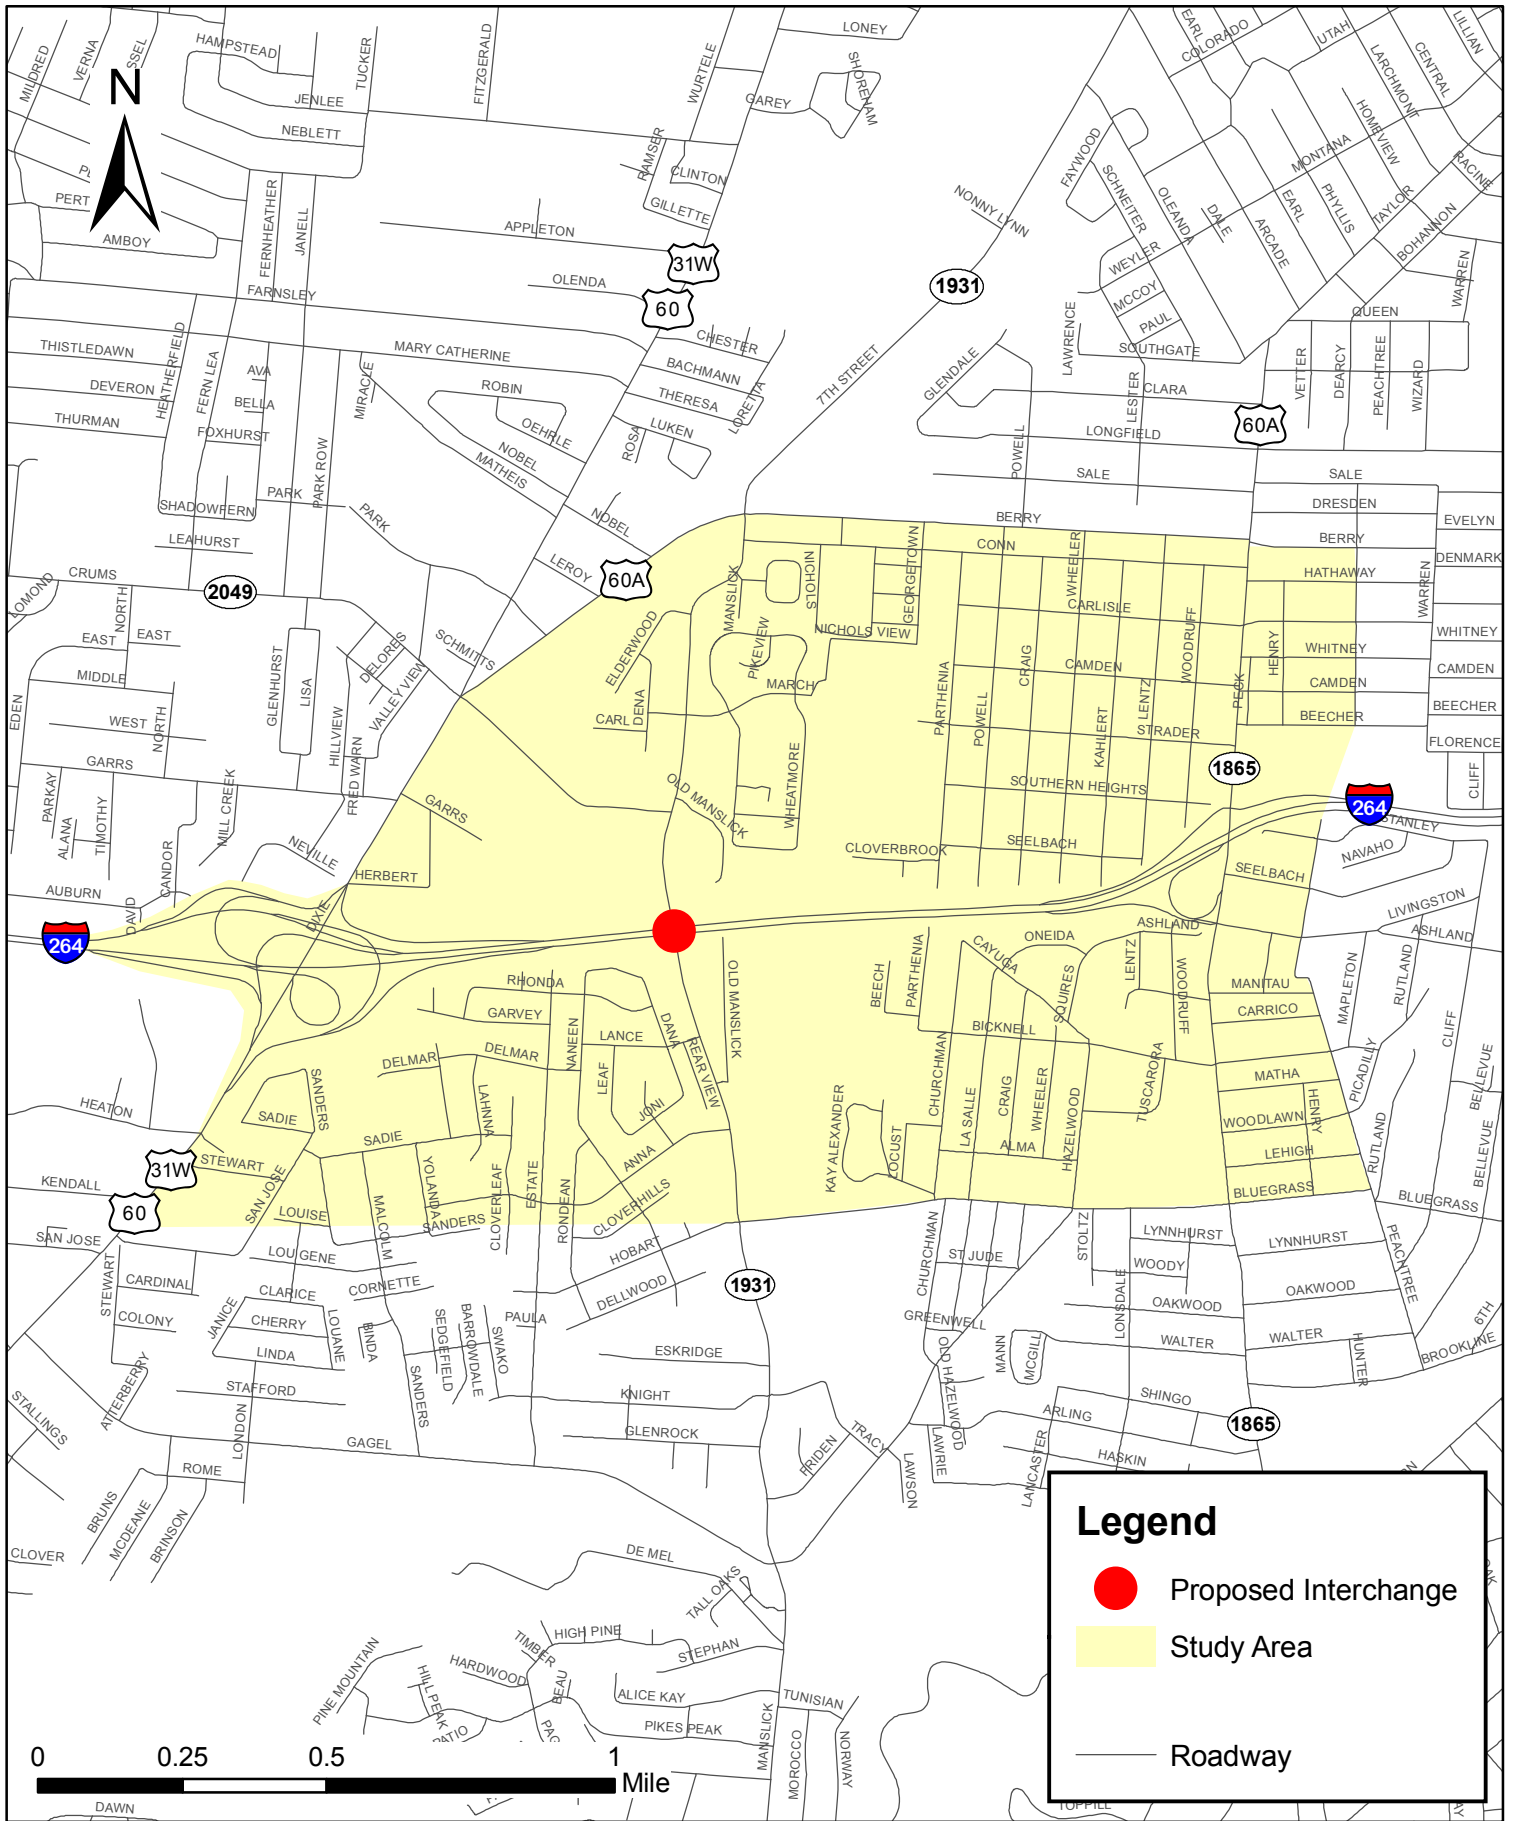 LONEY
HAMPSTEAD
TUCKER
FITZGERALD
WURTELE
SHOREHAM
EARL
COLORADO
UTAH
LILLIAN
CENTRAL
LARCHMONT
MILDRED
VERNA
SSEL
N
JENLEE
NEBLETT
GAREY
HOMEVIEW
RAMSER
CLINTON
GILLETTE
FAYWOOD
SCHNEITER
OLEANDA
DALE
ARCADE
EARL
PHYLLIS
MONTANA
TAYLOR
RACINE
BOHANNON
NONNY LYNN
PERT
AMBOY
FERNHEATHER
JANELL
APPLETON
31W
OLENDA
60
1931
WEYLER
MCCOY
PAUL
WARREN
QUEEN
FARNSLEY
THISTLEDAWN
DEVERON
THURMAN
HEATHERFIELD
FERN LEA
AVA
BELLA
FOXHURST
MIRACLE
MARY CATHERINE
ROBIN
OEHRLE
NOBEL
MATHEIS
CHESTER
BACHMANN
THERESA
LORETTA
LUKEN
ROSA
7TH STREET
GLENDALE
LAWRENCE
SOUTHGATE
CLARA
LESTER
VETTER
DEARCY
PEACHTREE
WIZARD
60A
LONGFIELD
POWELL
SALE
SALE
DRESDEN
EVELYN
PARK ROW
PARK
PARK
SHADOWFERN
LEAHURST
NOBEL
LEROY
60A
BERRY
BERRY
CONN
DENMARK
HATHAWAY
WARREN
CRUMS
2049
LOMOND
NORTH
EAST
EAST
MIDDLE
WEST
NORTH
EDEN
GARRS
GLENHURST
LISA
DELORES
VALLEY VIEW
HILLVIEW
FRED WARN
SCHMITTS
ELDERWOOD
DENA
CARL
MANSLICK
PIKEVIEW
NICHOLS
NICHOLS VIEW
GEORGETOWN
MARCH
WHEATMORE
OLD MANSLICK
WHEELER
CARLISLE
WOODRUFF
CRAIG
CAMDEN
PARTHENIA
POWELL
LENTZ
KAHLERT
STRADER
PECK
HENRY
WHITNEY
WHITNEY
CAMDEN
CAMDEN
BEECHER
BEECHER
FLORENCE
1865
SOUTHERN HEIGHTS
CLIFF
264
STANLEY
NAVAHO
PARKAY
ALANA
TIMOTHY
MILL CREEK
CANDOR
NEVILLE
GARRS
HERBERT
AUBURN
DAVID
DIXIE
264
CLOVERBROOK
SEELBACH
SEELBACH
LIVINGSTON
ASHLAND
ASHLAND
ONEIDA
CAYUGA
SQUIRES
LENTZ
WOODRUFF
PARTHENIA
BEECH
BICKNELL
MANITAU
CARRICO
MAPLETON
RUTLAND
CLIFF
OLD MANSLICK
RHONDA
GARVEY
NANEEN
LANCE
DANA
REAR VIEW
DELMAR
DELMAR
LEAF
JONI
LAHNNA
SANDERS
SADIE
SADIE
HEATON
MATHA
PICADILLY
BELLEVUE
TUSCARORA
WOODLAWN
HENRY
LEHIGH
RUTLAND
BELLEVUE
BLUEGRASS
BLUEGRASS
CHURCHMAN
LA SALLE
CRAIG
WHEELER
HAZELWOOD
ALMA
KAY ALEXANDER
LOCUST
31W
60
KENDALL
STEWART
SAN JOSE
SAN JOSE
LOUISE
YOLANDA
MALCOLM
SANDERS
CLOVERLEAF
ESTATE
RONDEAN
ANNA
CLOVERHILLS
HOBART
DELLWOOD
1931
LOU GENE
CLARICE
CORNETTE
CARDINAL
COLONY
STEWART
JANICE
CHERRY
LINDA
LOUANE
BINDA
SEDGEFIELD
BARROWDALE
SWAKO
PAULA
CHURCHMAN
ST JUDE
STOLTZ
LYNNHURST
LYNNHURST
WOODY
LONSDALE
OAKWOOD
OAKWOOD
PEACHTREE
6TH
BROOKLINE
GREENWELL
MANN
MCGILL
WALTER
WALTER
HUNTER
OLD HAZELWOOD
ESKRIDGE
KNIGHT
GLENROCK
STAFFORD
ATTERBERRY
STALLINGS
LONDON
GAGEL
SANDERS
ROME
BRUNS
MCDEANE
BRINSON
CLOVER
HRIDEN
TRACY
LAWSON
LAWRIE
ARLING
SHINGO
1865
LANCASTER
HASKIN
DE MEL
TALL OAKS
HIGH PINE
TIMBER
STEPHAN
PINE MOUNTAIN
HARDWOOD
HILL PEAK
BEAU
PAG
ALICE KAY
PIKES PEAK
TUNISIAN
MANSLICK
MOROCCO
NORWAY
PATIO
TOPPILL
DAWN
0 0.25 0.5 1
Mile
Legend
Proposed Interchange
Study Area
Roadway